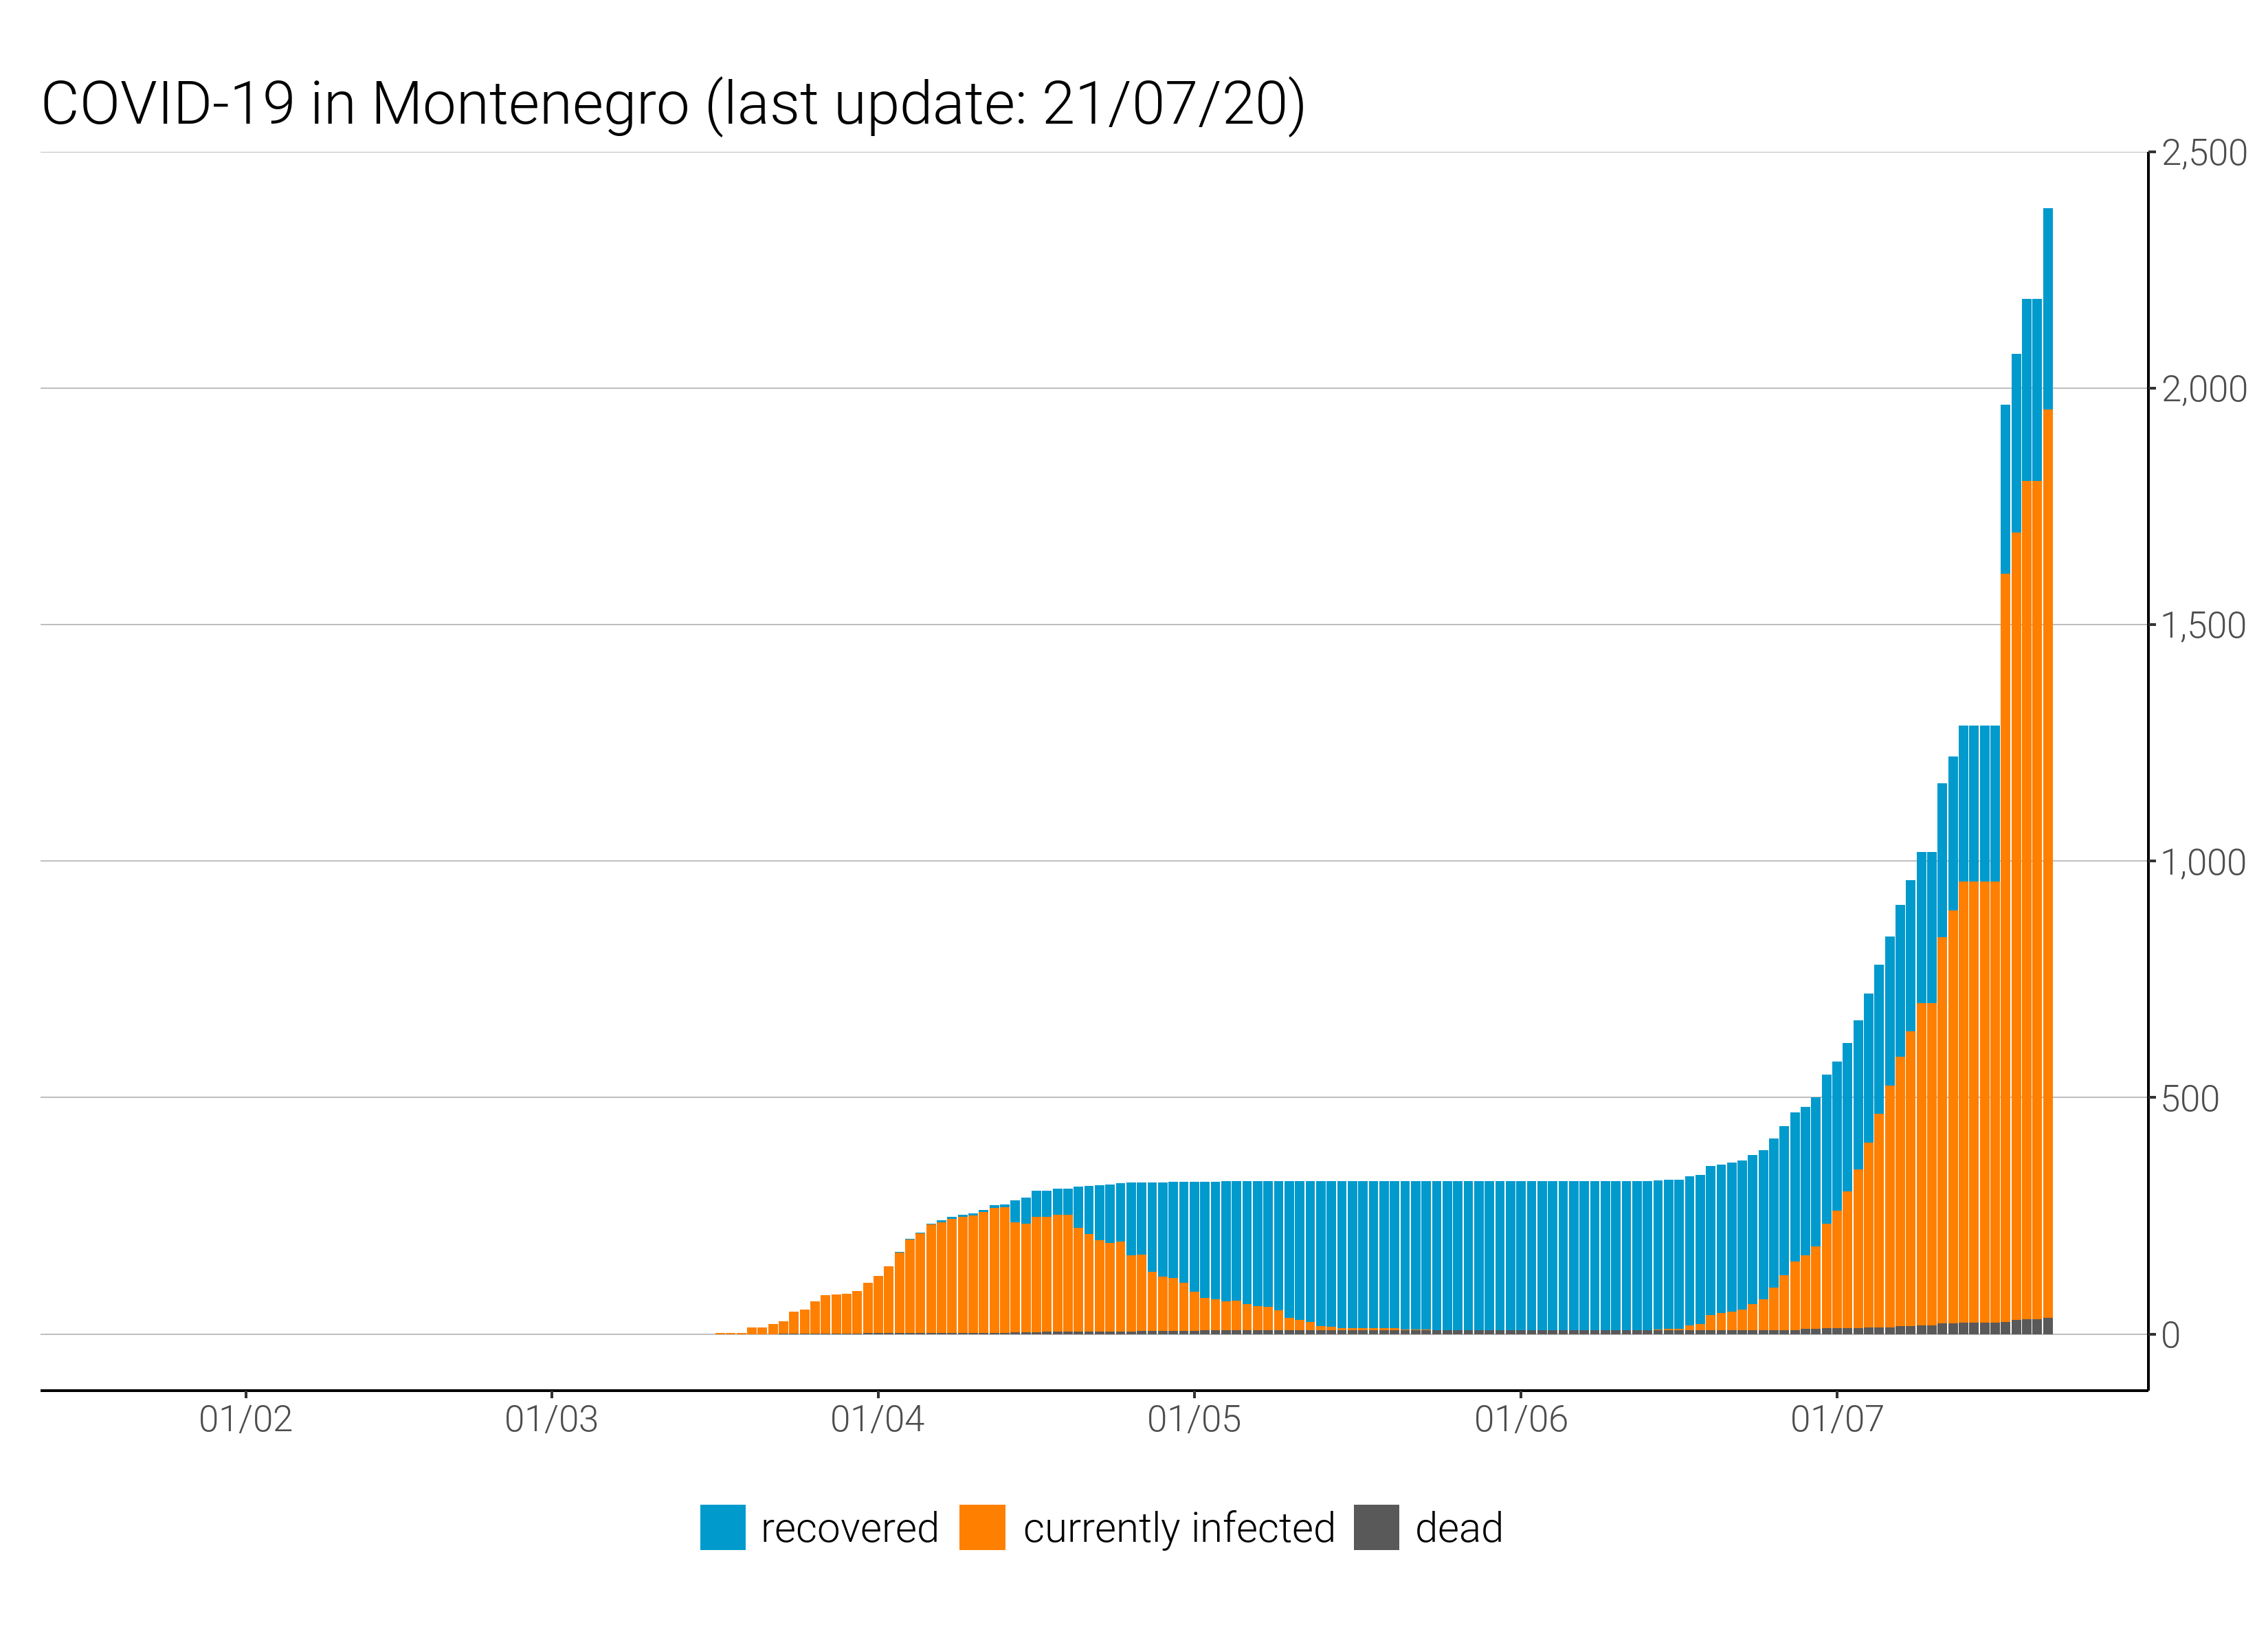 COVID-19 in Montenegro (last update: 21/07/20)
2,500
2,000
1,500
1,000
500
0
01/02 01/03 01/04 01/05 01/06 01/07
recovered currently infected dead